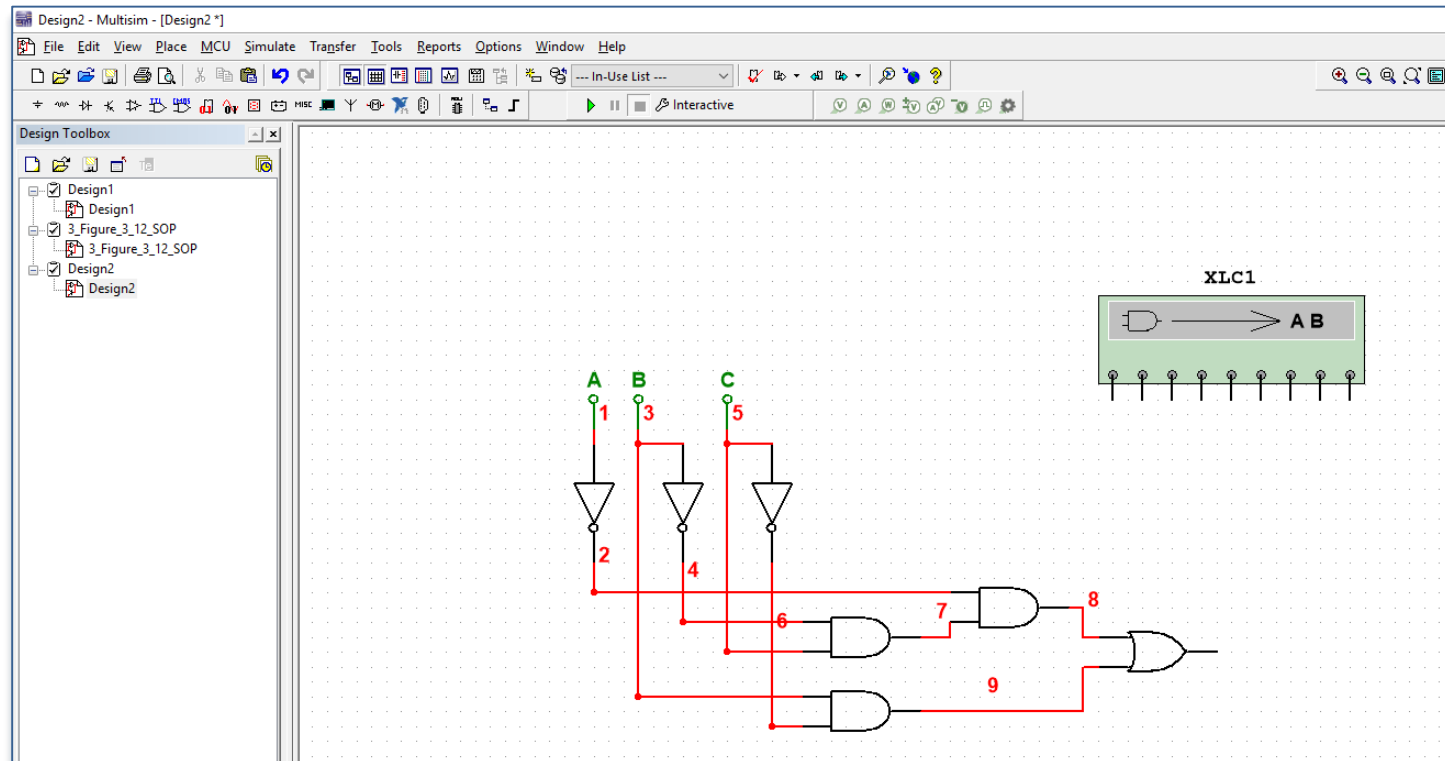 Design2 - Multisim - [Design2 *]
File Edit View Place MCU Simulate Transfer Tools Reports Options Window Help
--- In-Use List ---
MISC Interactive
Design Toolbox
Design1
Design1
3_Figure_3_12_SOP
3_Figure_3_12_SOP
Design2
Design2
XLC1
A B
A B C
1 3 5
2
4
6
7
8
9